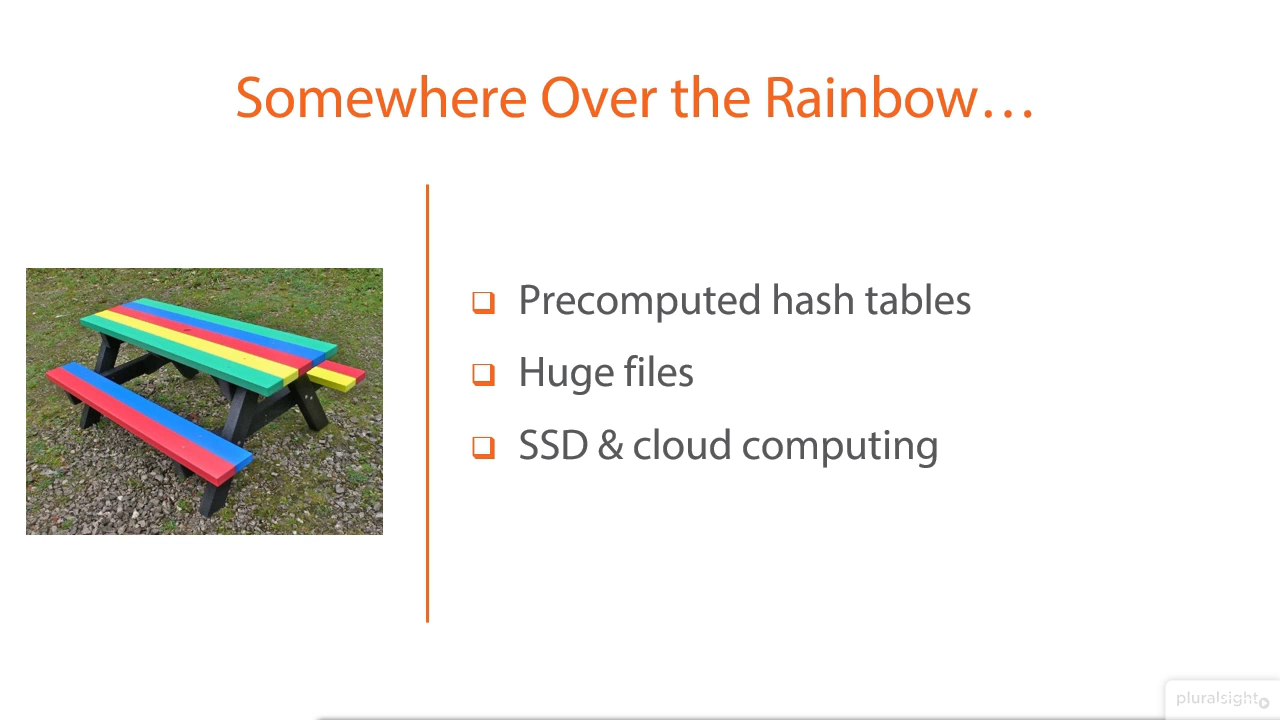 Somewhere Over the Rainbow…
Precomputed hash tables
Huge files
SSD & cloud computing
pluralsight